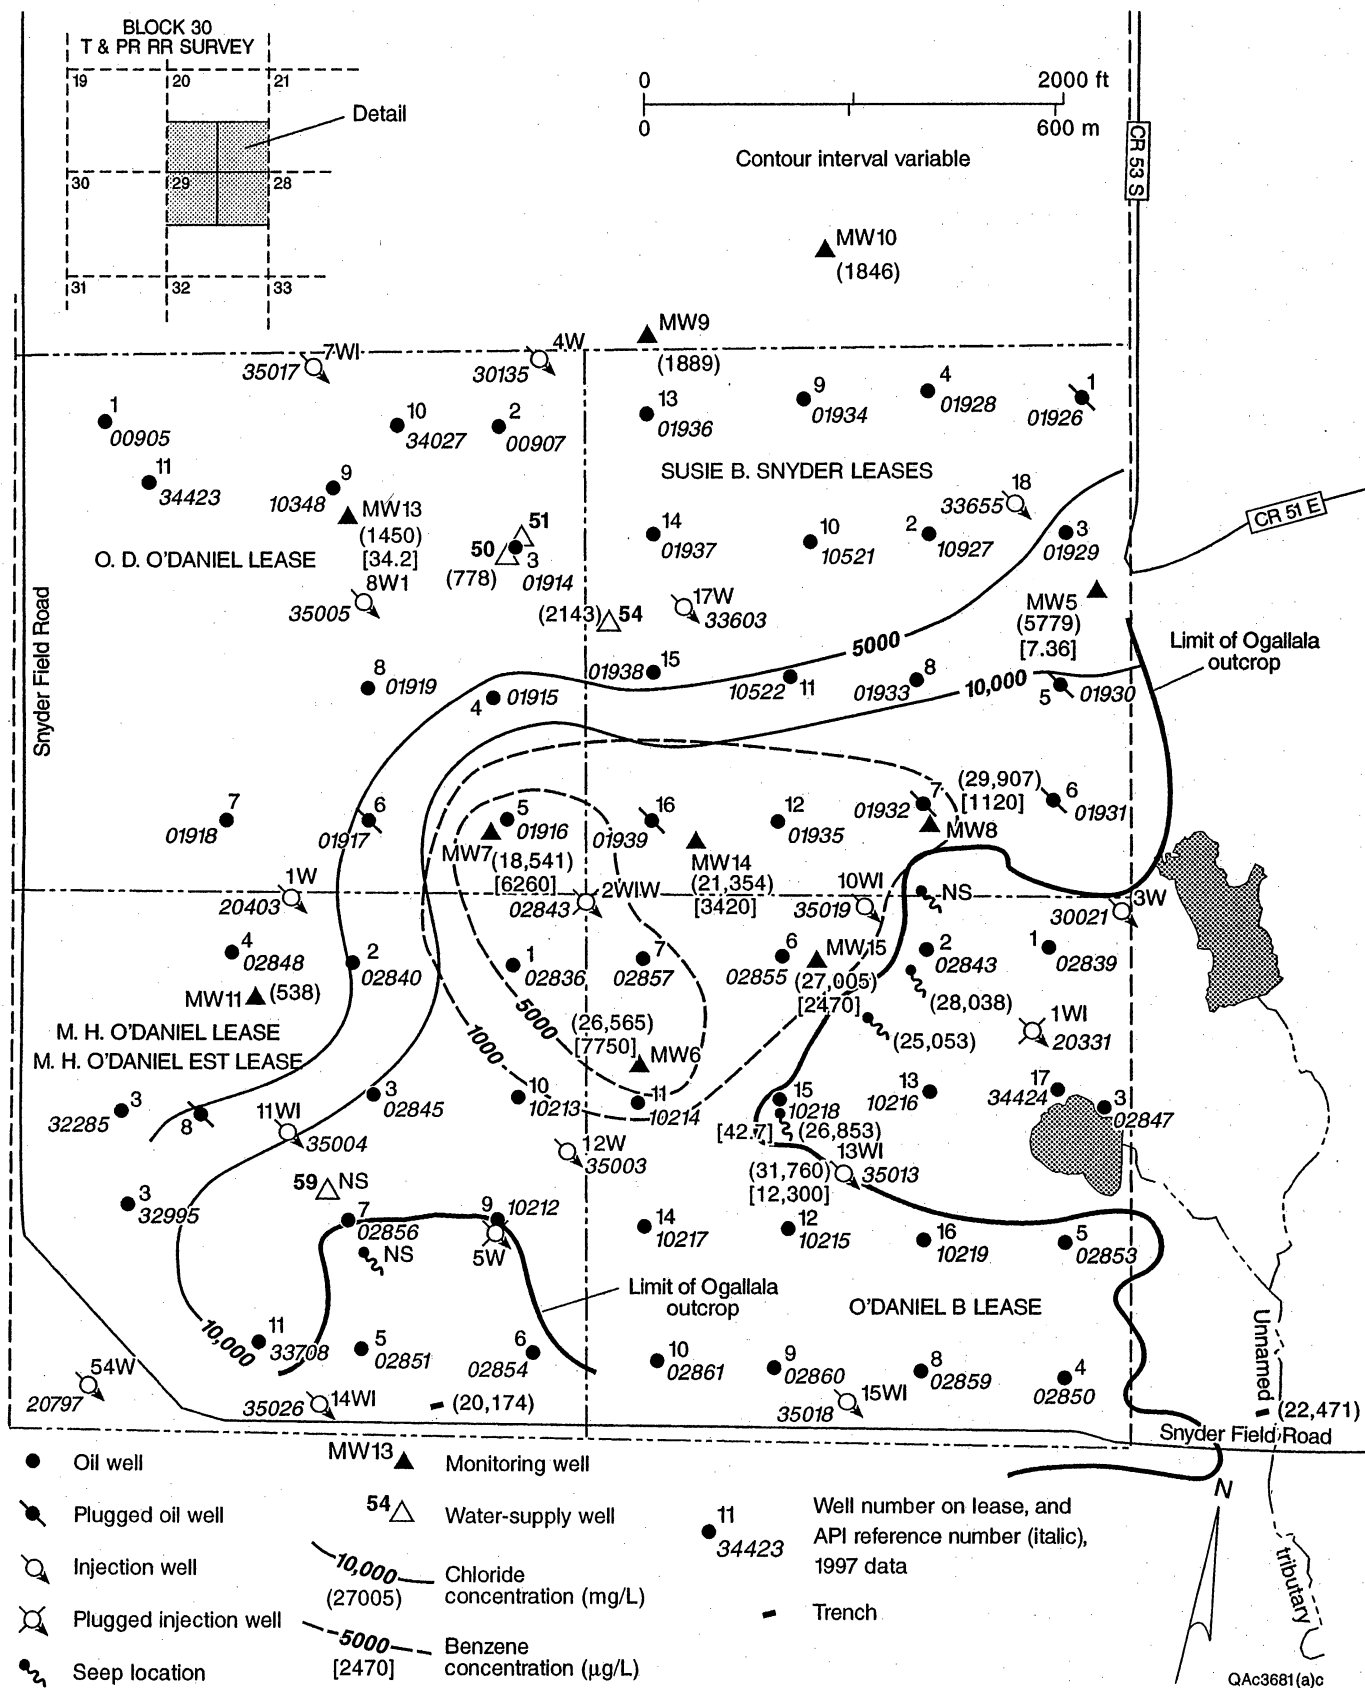 BLOCK 30
T & PR RR SURVEY
19
20
21
Detail
30
29
28
31
32
33
0
2000 ft
0
600 m
Contour interval variable
CR 53 S
MW10
(1846)
MW9
(1889)
7WI
35017
4W
30135
1
00905
10
34027
2
00907
13
01936
9
01934
4
01928
1
01926
11
34423
9
10348
MW13
(1450)
[34.2]
SUSIE B. SNYDER LEASES
18
33655
CR 51 E
O. D. O'DANIEL LEASE
51
50
(778)
3
01914
14
01937
10
10521
2
10927
3
01929
8W1
35005
(2143)
54
17W
33603
MW5
(5779)
[7.36]
Limit of Ogallala
outcrop
Snyder Field Road
5000
8
01919
4
01915
01938
15
10522
11
8
01933
10,000
5
01930
7
01918
6
01917
5
01916
MW7
(18,541)
[6260]
16
01939
MW14
(21,354)
[3420]
12
01935
7
01932
(29,907)
[1120]
MW8
6
01931
1W
20403
2WIW
02843
10WI
35019
NS
3W
30021
4
02848
2
02840
1
02836
7
02857
6
02855
MW15
(27,005)
[2470]
2
02843
1
02839
MW11
(538)
(28,038)
M. H. O'DANIEL LEASE
M. H. O'DANIEL EST LEASE
5000
1000
(26,565)
[7750]
MW6
(25,053)
1WI
20331
3
32285
8
11WI
35004
3
02845
10
10213
11
10214
15
10218
[42.7]
(26,853)
13
10216
17
34424
3
02847
12W
35003
13WI
35013
(31,760)
[12,300]
59
NS
3
32995
7
02856
NS
9
10212
5W
14
10217
12
10215
16
10219
5
02853
Limit of Ogallala
outcrop
O'DANIEL B LEASE
10,000
11
33708
5
02851
6
02854
10
02861
9
02860
8
02859
4
02850
Unnamed
54W
20797
35026
14WI
(20,174)
35018
15WI
(22,471)
Snyder Field Road
Oil well
MW13
Monitoring well
N
Plugged oil well
54
Water-supply well
11
34423
Well number on lease, and
API reference number (italic),
1997 data
Injection well
10,000
(27005)
Chloride
concentration (mg/L)
Plugged injection well
Trench
tributary
5000
[2470]
Benzene
concentration (µg/L)
Seep location
QAc3681(a)c